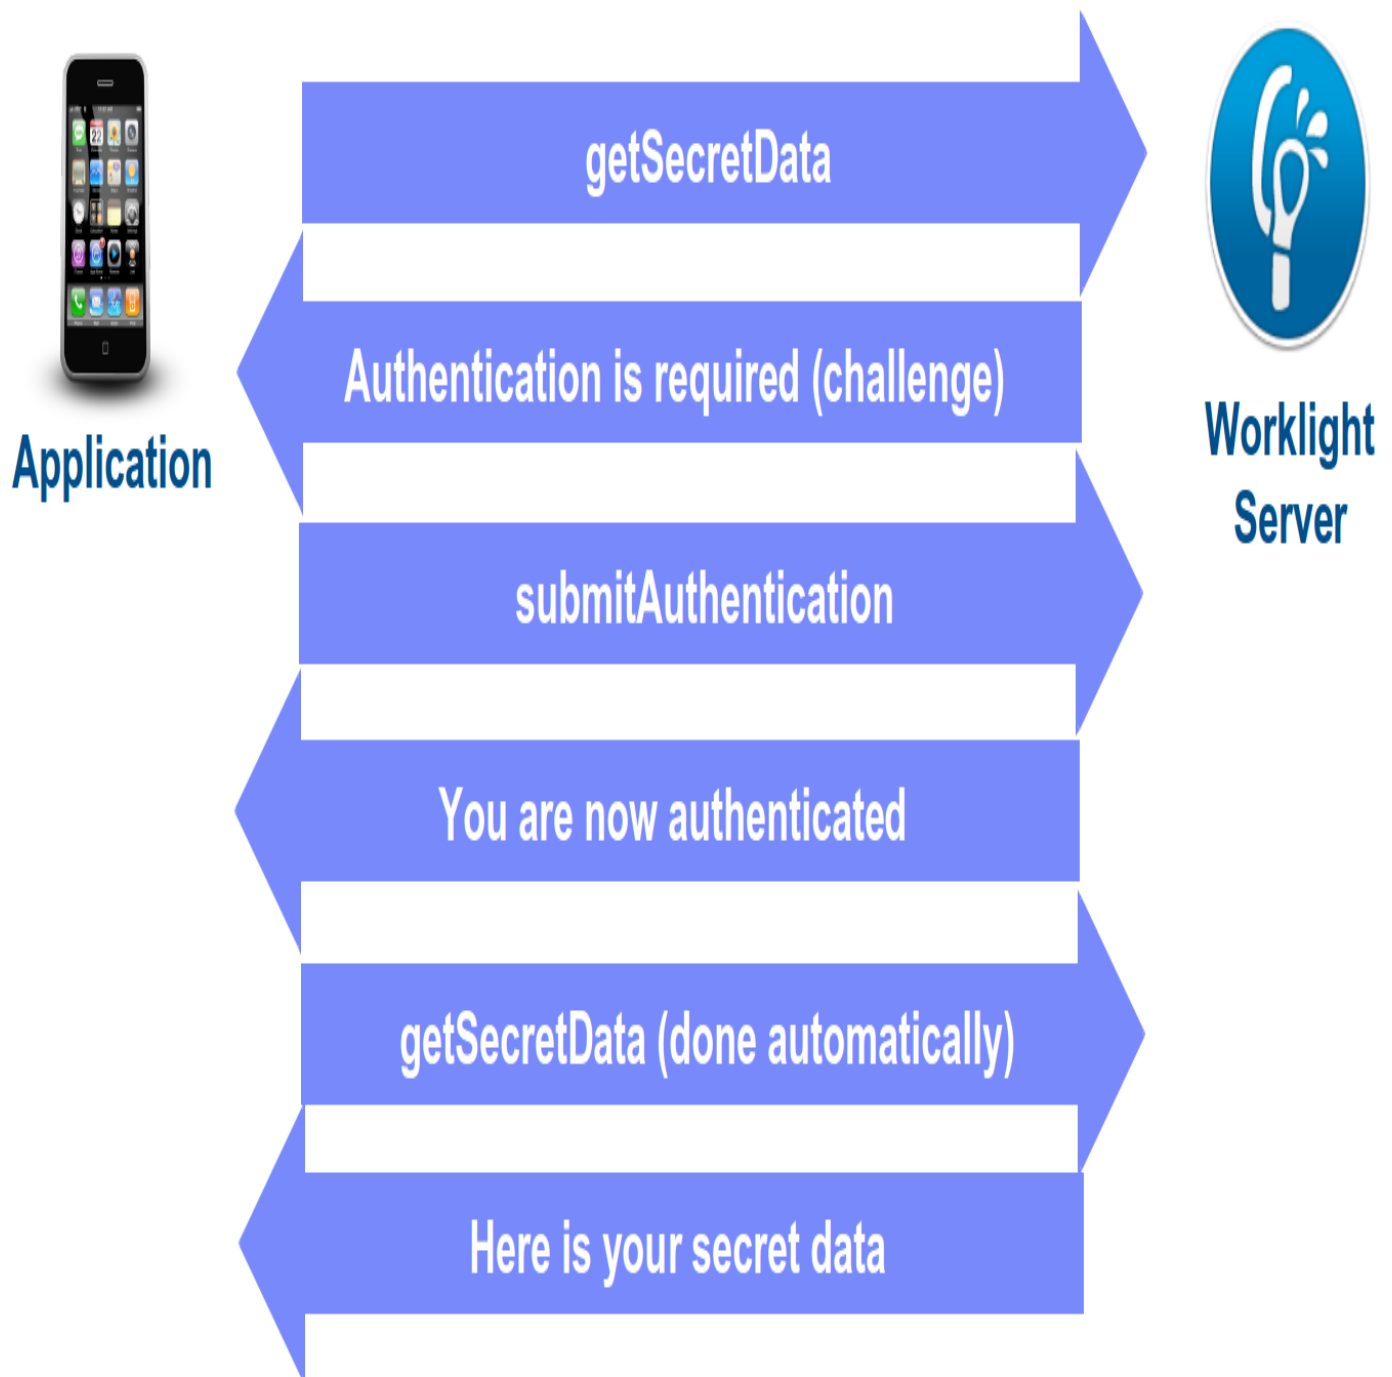 getSecretData
Authentication is required (challenge)
Application
Worklight
Server
submitAuthentication
You are now authenticated
getSecretData (done automatically)
Here is your secret data